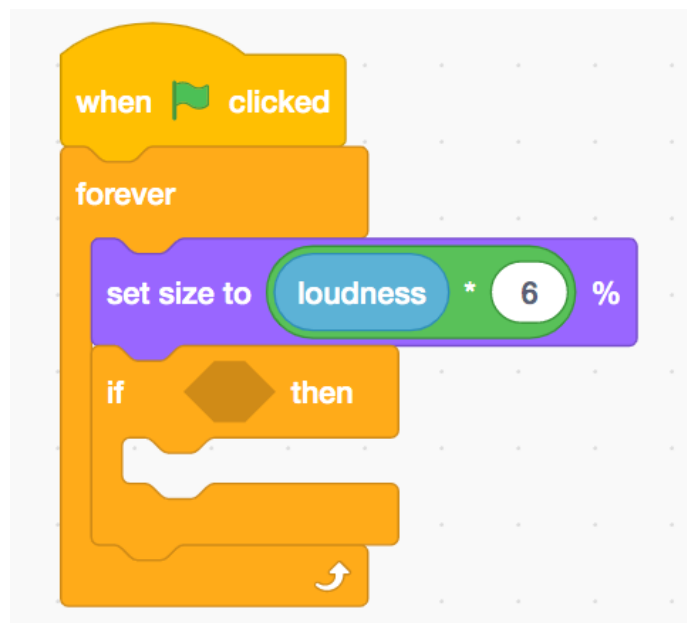 when clicked
forever
set size to loudness * 6 %
if then